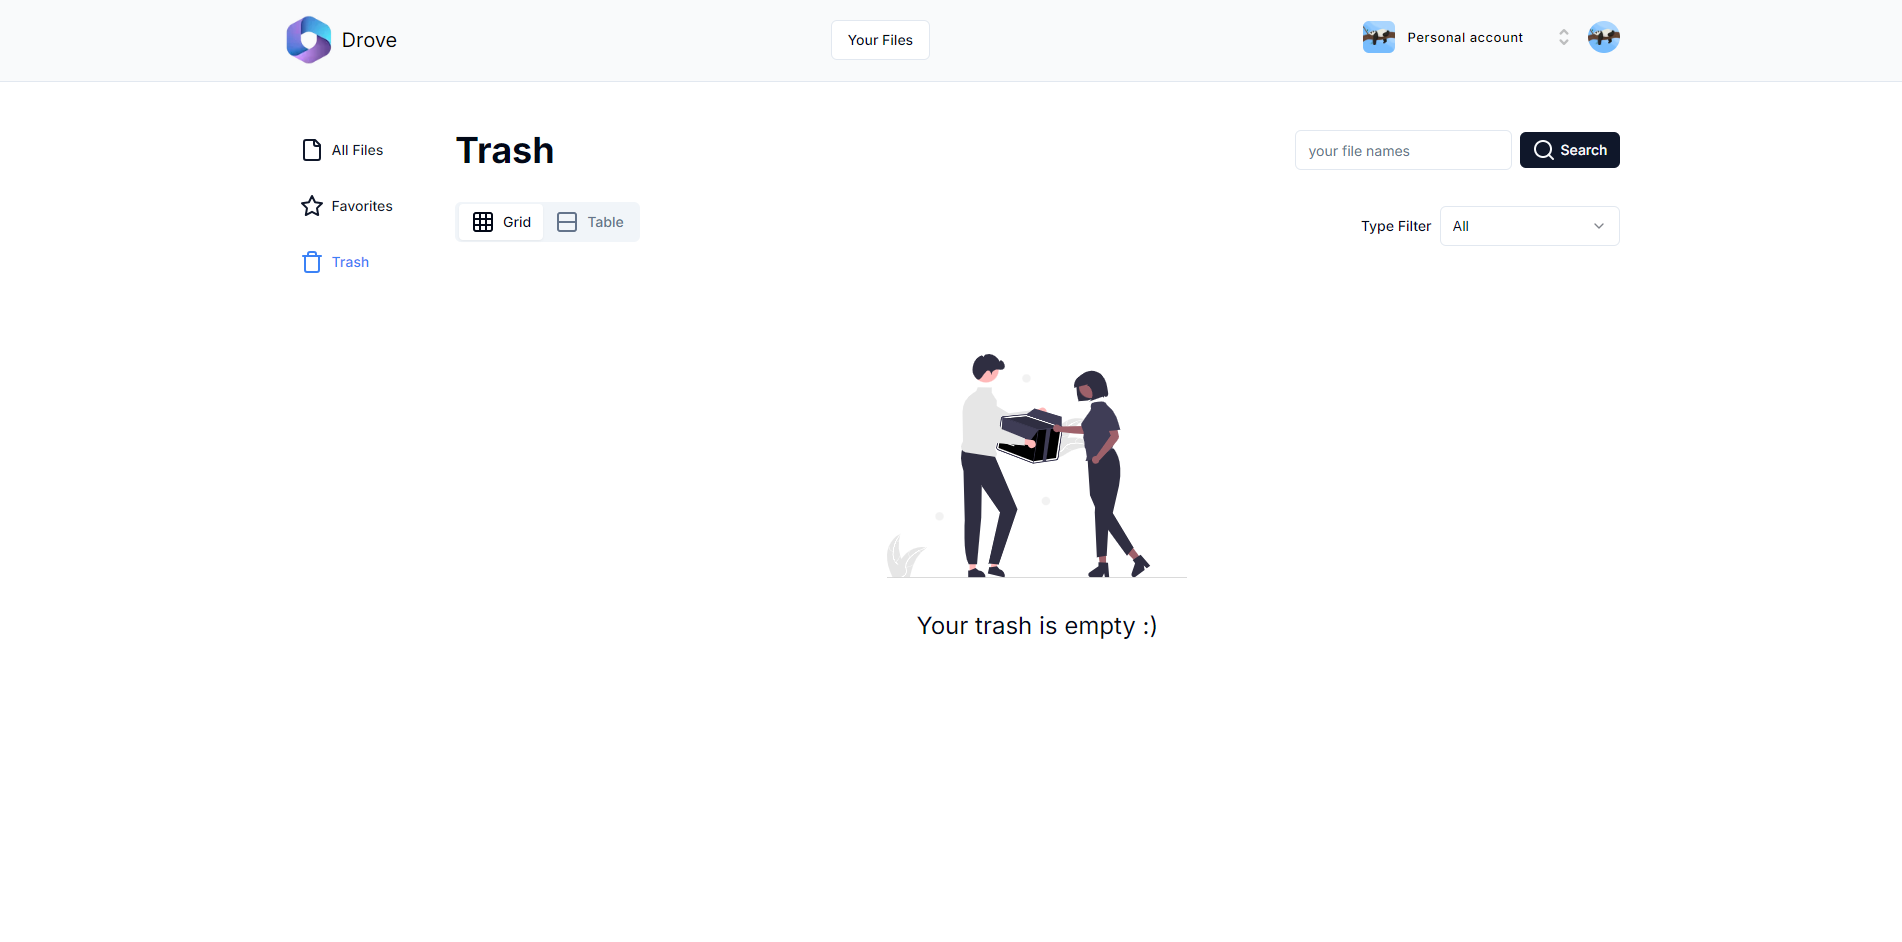 Drove
Your Files
Personal account
All Files
Favorites
Trash
Trash
your file names
Search
Grid
Table
Type Filter
All
Your trash is empty :)